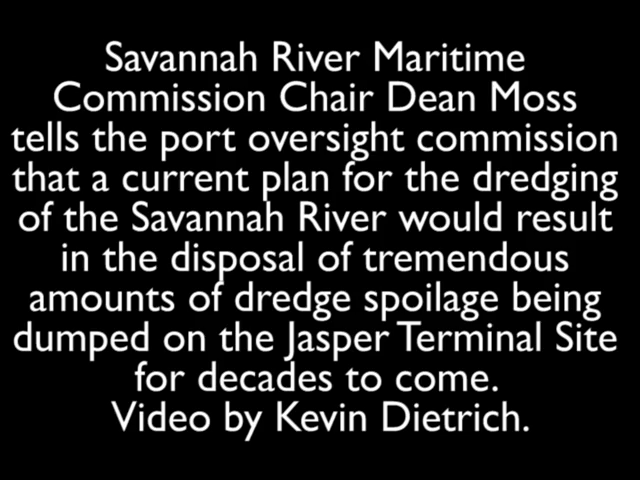 Savannah River Maritime
Commission Chair Dean Moss
tells the port oversight commission
that a current plan for the dredging
of the Savannah River would result
in the disposal of tremendous
amounts of dredge spoilage being
dumped on the Jasper Terminal Site
for decades to come.
Video by Kevin Dietrich.